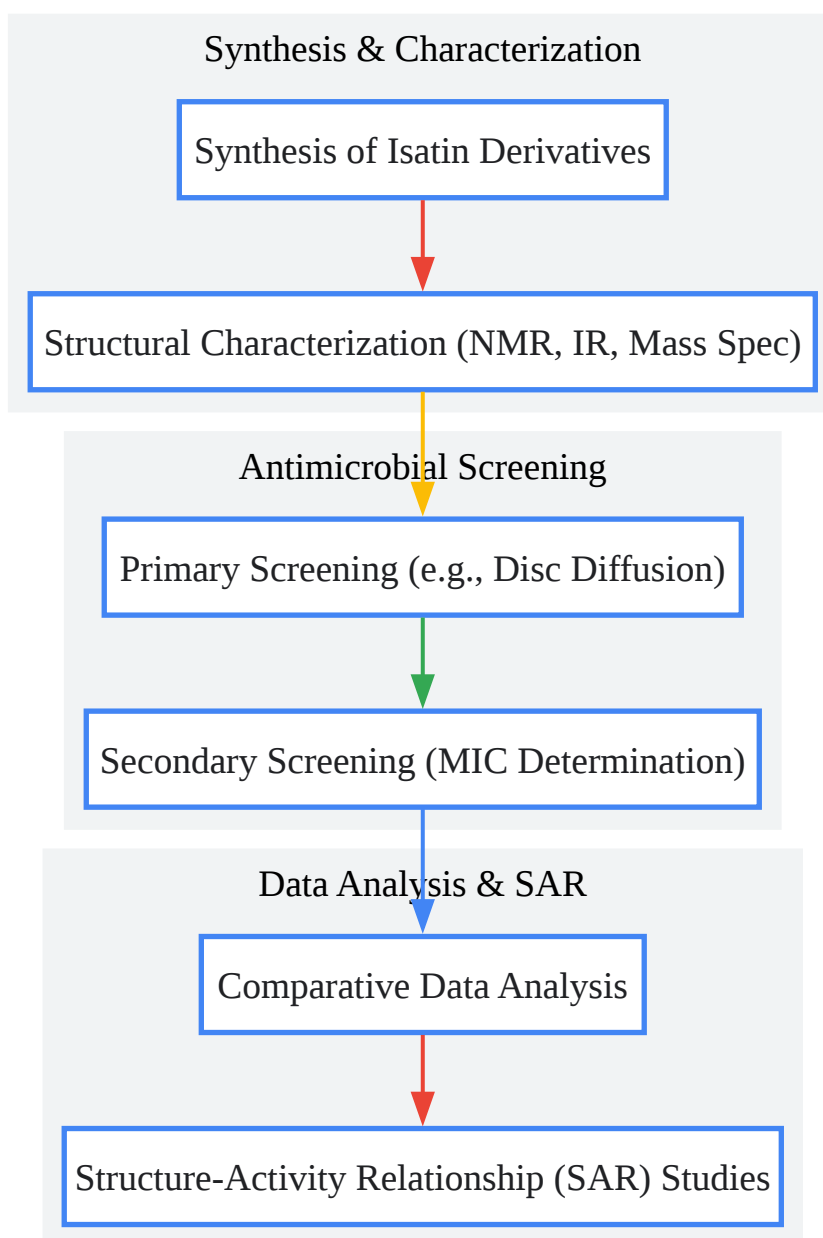 Synthesis & Characterization
Synthesis of Isatin Derivatives
Structural Characterization (NMR, IR, Mass Spec)
Antimicrobial Screening
Primary Screening (e.g., Disc Diffusion)
Secondary Screening (MIC Determination)
Data Analysis & SAR
Comparative Data Analysis
Structure-Activity Relationship (SAR) Studies